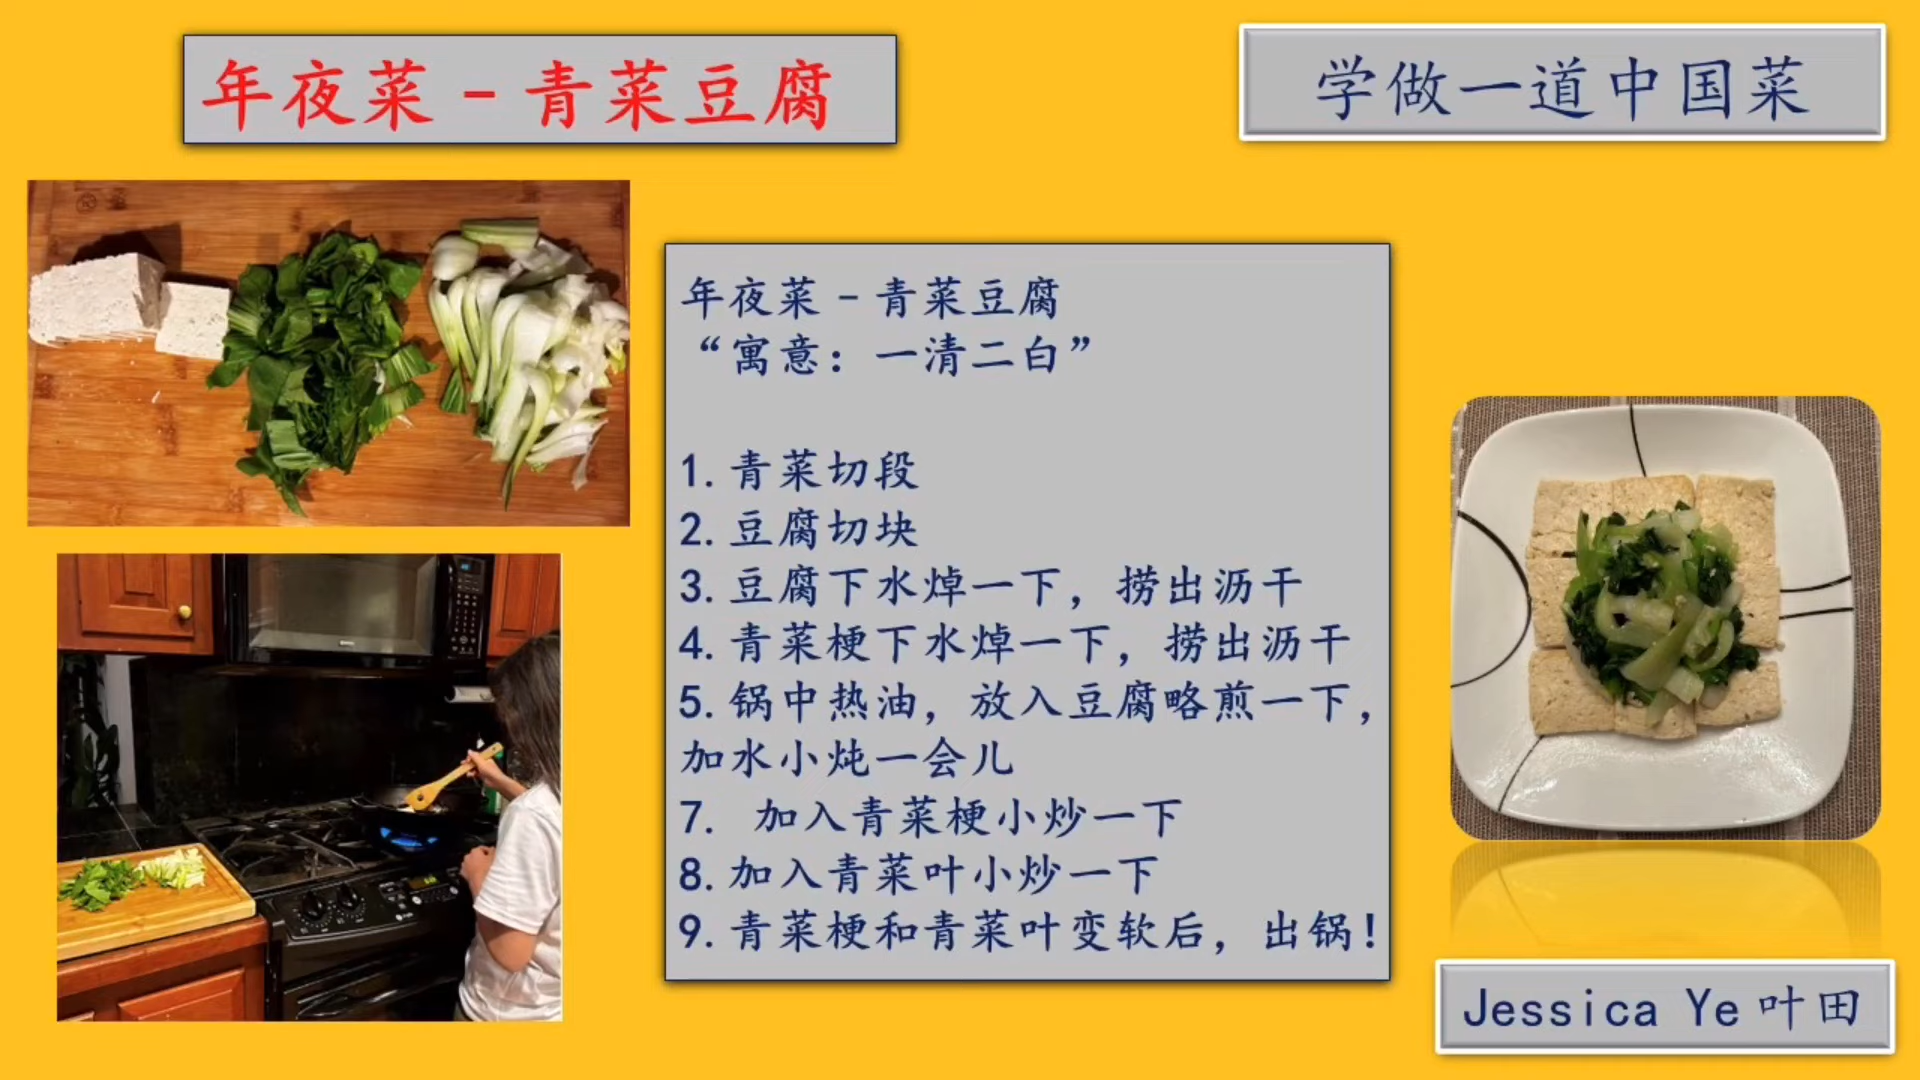 年夜菜-青菜豆腐
学做一道中国菜
年夜菜-青菜豆腐
“寓意：一清二白”
1.青菜切段
2.豆腐切块
3.豆腐下水焯一下，捞出沥干
4.青菜梗下水焯一下，捞出沥干
5.锅中热油，放入豆腐略煎一下，
加水小炖一会儿
7. 加入青菜梗小炒一下
8.加入青菜叶小炒一下
9.青菜梗和青菜叶变软后，出锅！
Jessica Ye 叶田